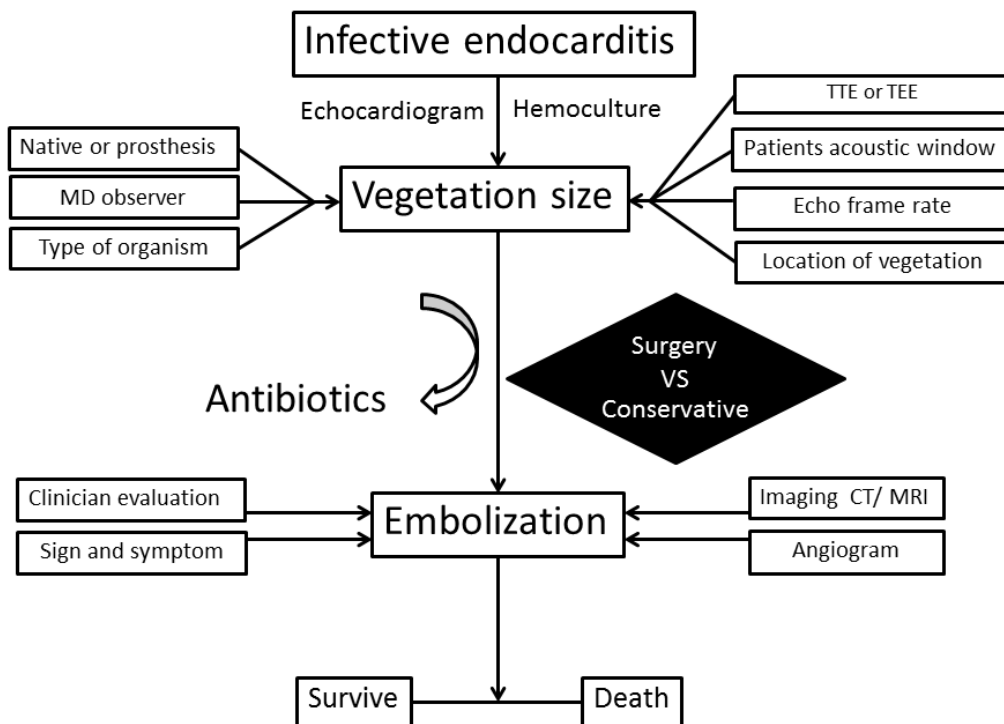 Infective endocarditis
Echocardiogram
Hemoculture
Native or prosthesis
MD observer
Type of organism
Vegetation size
TTE or TEE
Patients acoustic window
Echo frame rate
Location of vegetation
Antibiotics
Surgery
VS
Conservative
Clinician evaluation
Sign and symptom
Embolization
Imaging CT/ MRI
Angiogram
Survive
Death